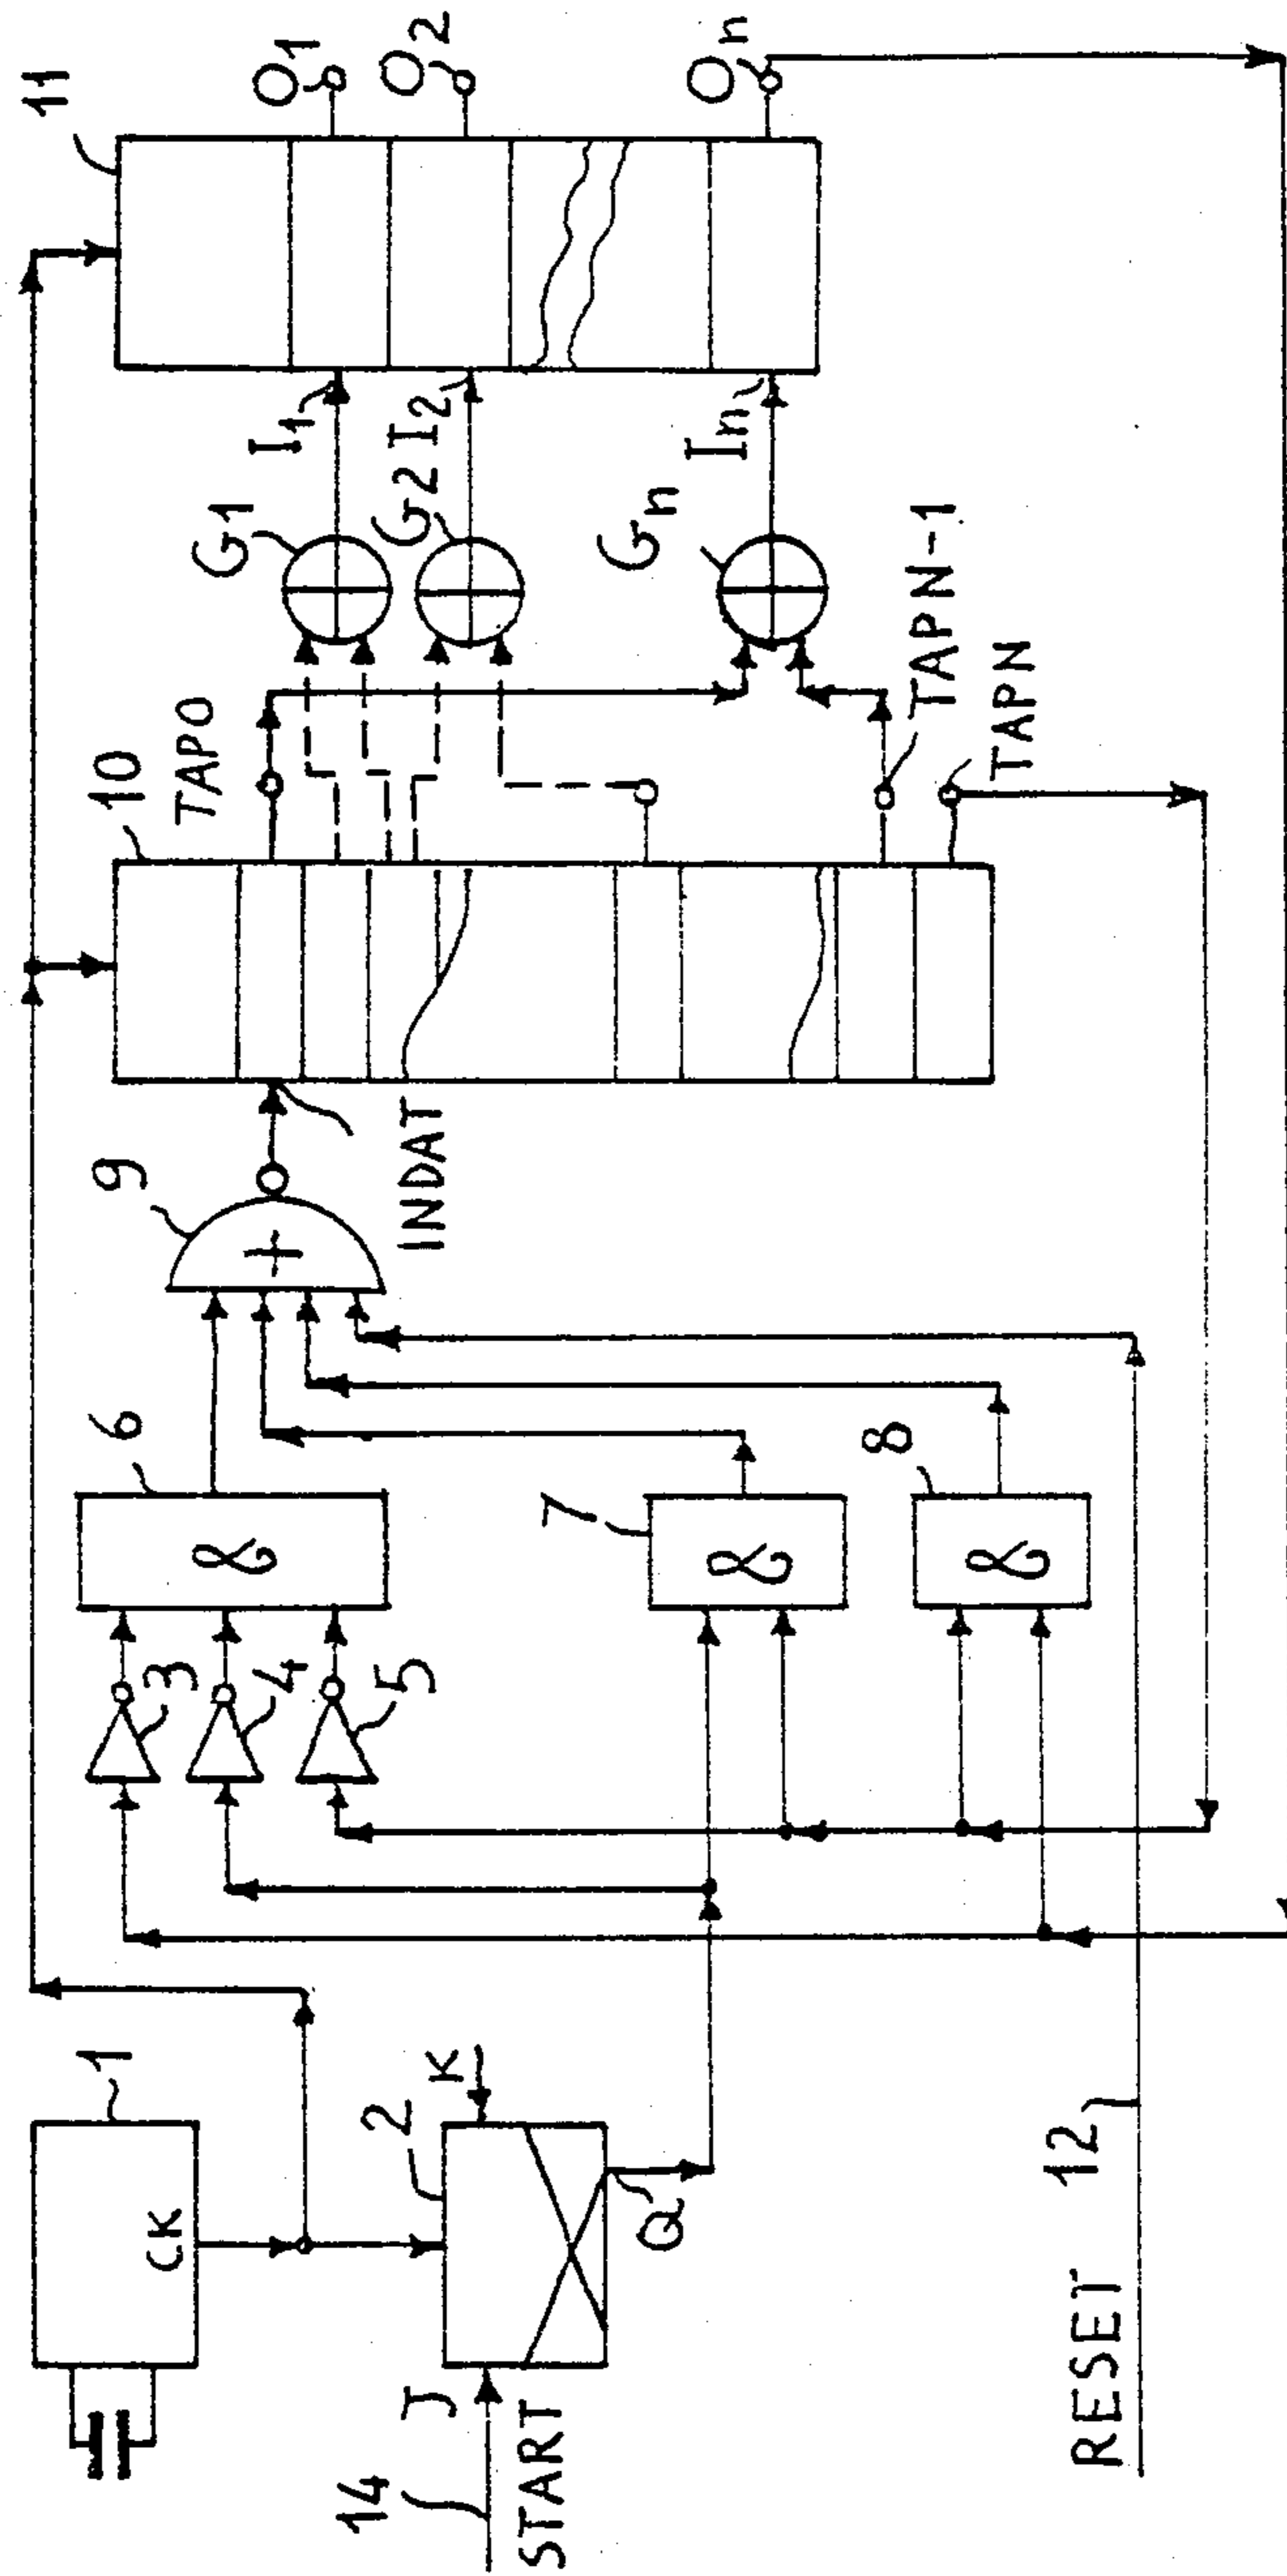 1
CK
14
J
START
2
K
Q
RESET 12
3
4
5
6
&
7
&
8
&
9
+
INDAT
10
TAPO
TAPN-1
TAPN
G1
G2
Gn
I1
I2
In
11
O1
O2
On